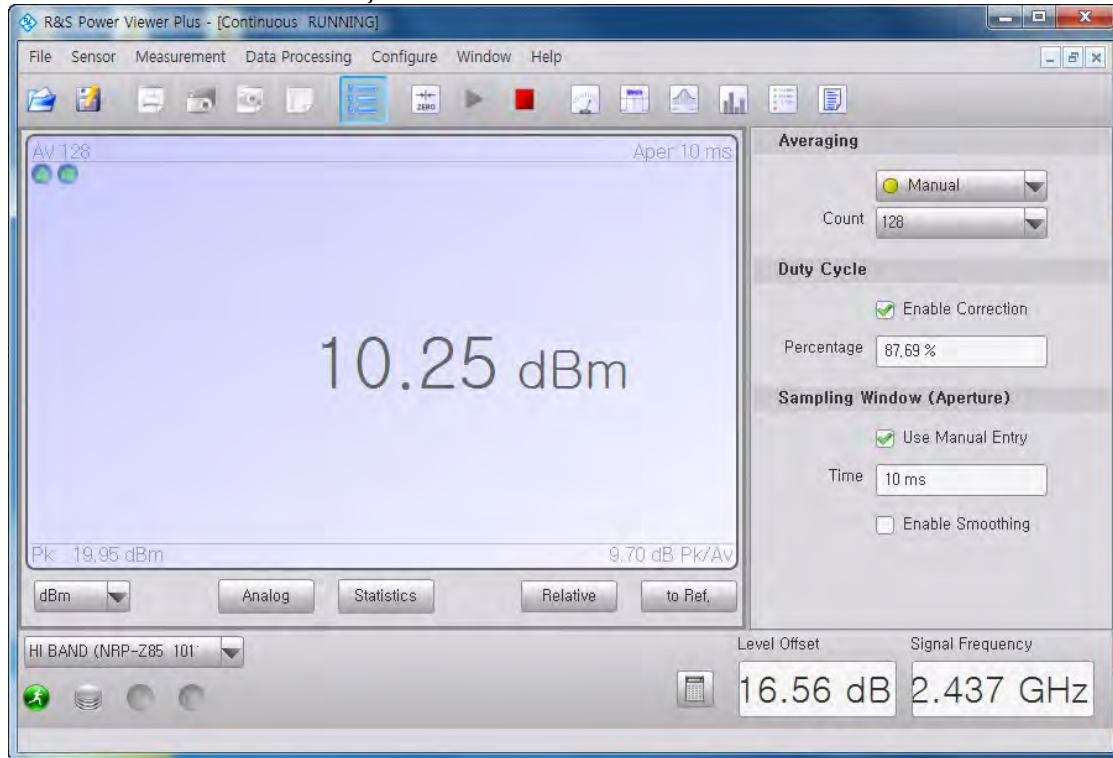 R&S Power Viewer Plus - [Continuous RUNNING]
File Sensor Measurement Data Processing Configure Window Help
ZERO
Av 128 Aper 10 ms
10.25 dBm
Pk 19.95 dBm 9.70 dB Pk/Av
dBm Analog Statistics Relative to Ref.
Averaging
Manual
Count 128
Duty Cycle
Enable Correction
Percentage 87.69 %
Sampling Window (Aperture)
Use Manual Entry
Time 10 ms
Enable Smoothing
HI BAND (NRP-Z85 101
Level Offset Signal Frequency
16.56 dB 2.437 GHz